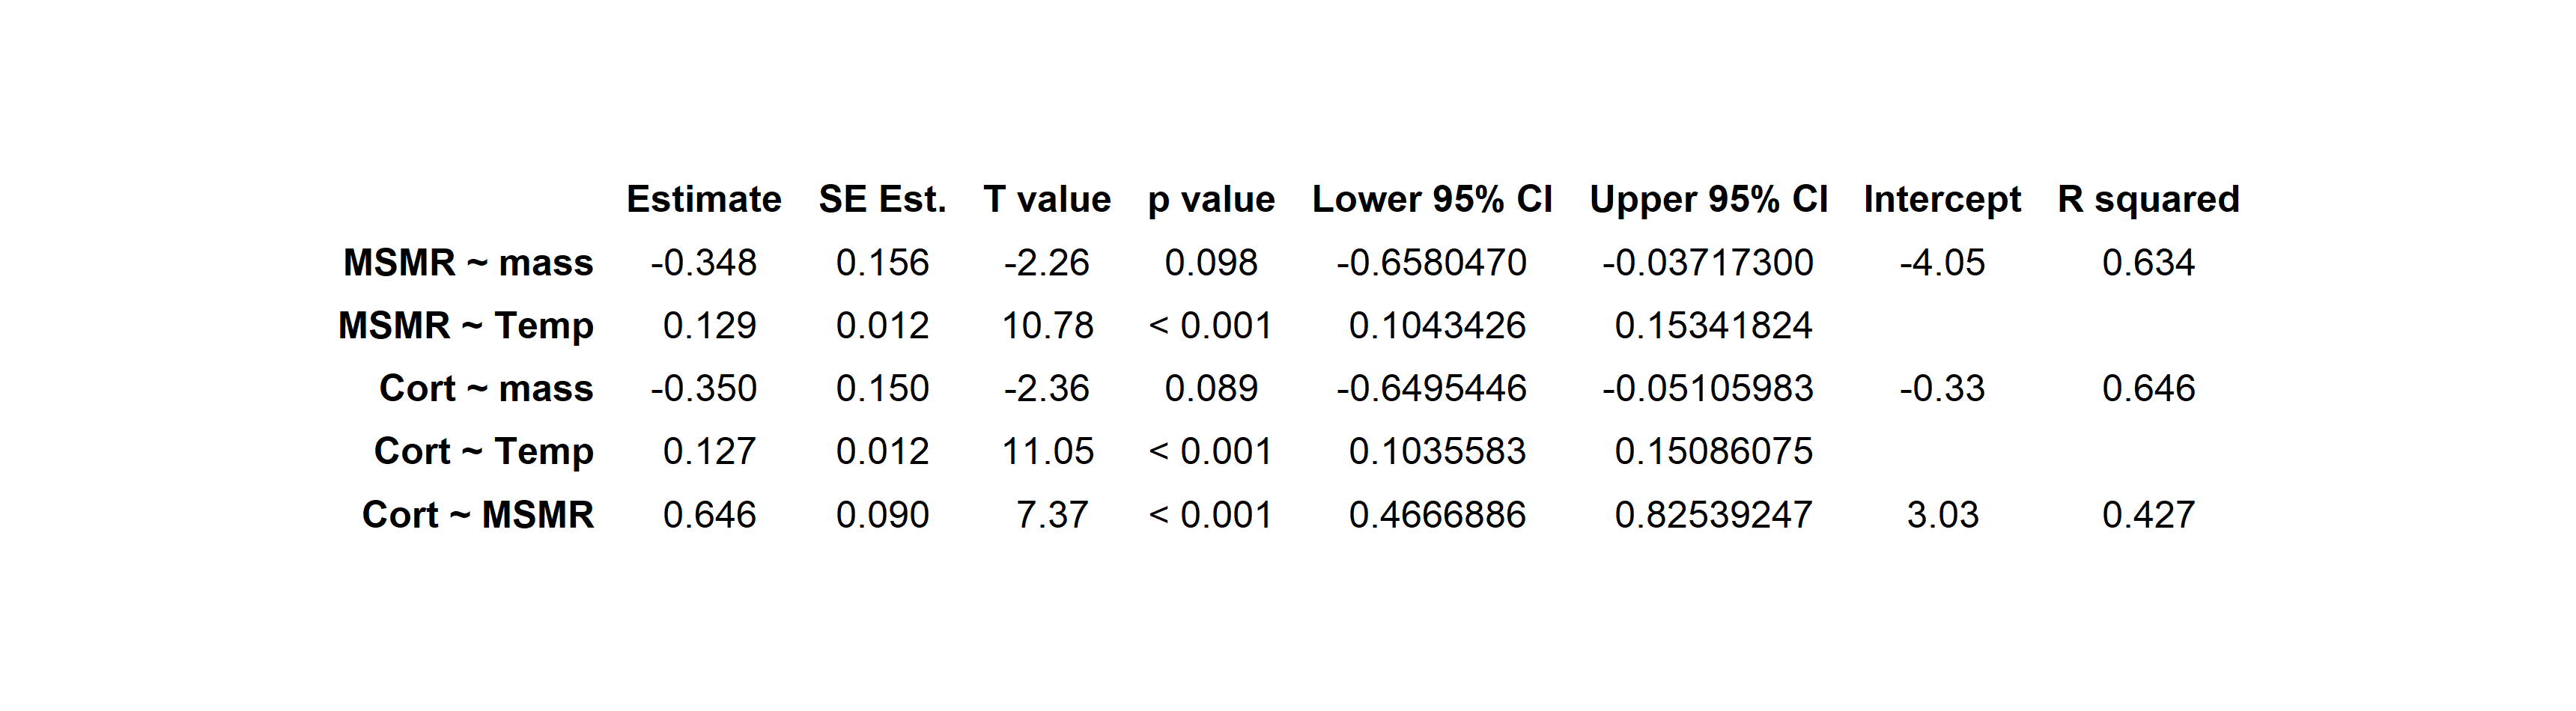 Estimate SE Est. T value p value Lower 95% CI Upper 95% CI Intercept R squared
MSMR ~ mass -0.348 0.156 -2.26 0.098 -0.6580470 -0.03717300 -4.05 0.634
MSMR ~ Temp 0.129 0.012 10.78 < 0.001 0.1043426 0.15341824
Cort ~ mass -0.350 0.150 -2.36 0.089 -0.6495446 -0.05105983 -0.33 0.646
Cort ~ Temp 0.127 0.012 11.05 < 0.001 0.1035583 0.15086075
Cort ~ MSMR 0.646 0.090 7.37 < 0.001 0.4666886 0.82539247 3.03 0.427